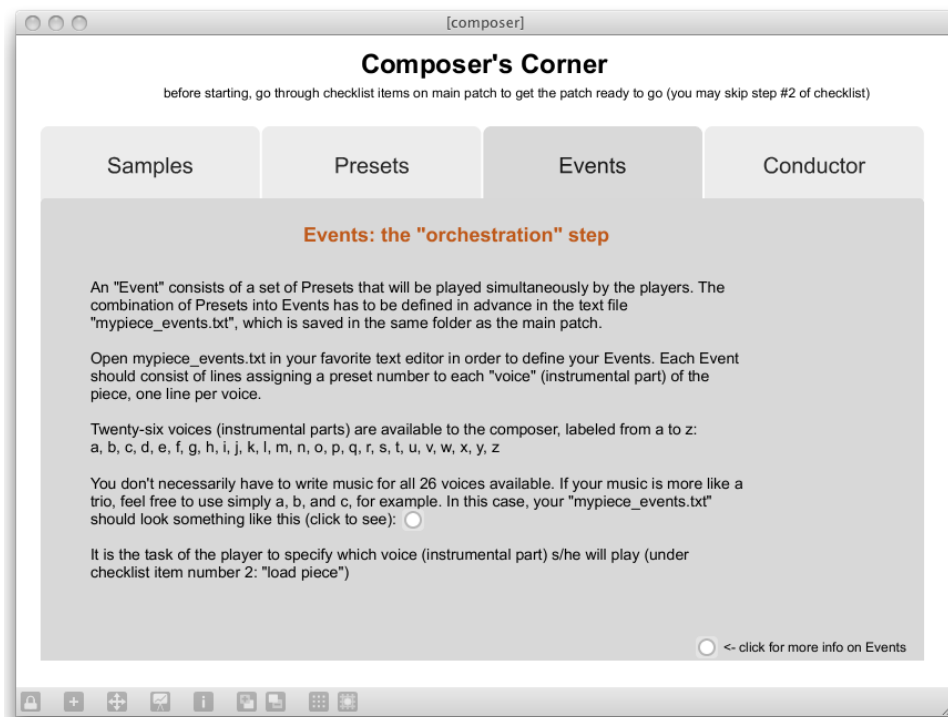 [composer]
Composer's Corner
before starting, go through checklist items on main patch to get the patch ready to go (you may skip step #2 of checklist)
Samples
Presets
Events
Conductor
Events: the "orchestration" step
An "Event" consists of a set of Presets that will be played simultaneously by the players. The
combination of Presets into Events has to be defined in advance in the text file
"mypiece_events.txt", which is saved in the same folder as the main patch.
Open mypiece_events.txt in your favorite text editor in order to define your Events. Each Event
should consist of lines assigning a preset number to each "voice" (instrumental part) of the
piece, one line per voice.
Twenty-six voices (instrumental parts) are available to the composer, labeled from a to z:
a, b, c, d, e, f, g, h, i, j, k, l, m, n, o, p, q, r, s, t, u, v, w, x, y, z
You don't necessarily have to write music for all 26 voices available. If your music is more like a
trio, feel free to use simply a, b, and c, for example. In this case, your "mypiece_events.txt"
should look something like this (click to see):
It is the task of the player to specify which voice (instrumental part) s/he will play (under
checklist item number 2: "load piece")
<- click for more info on Events